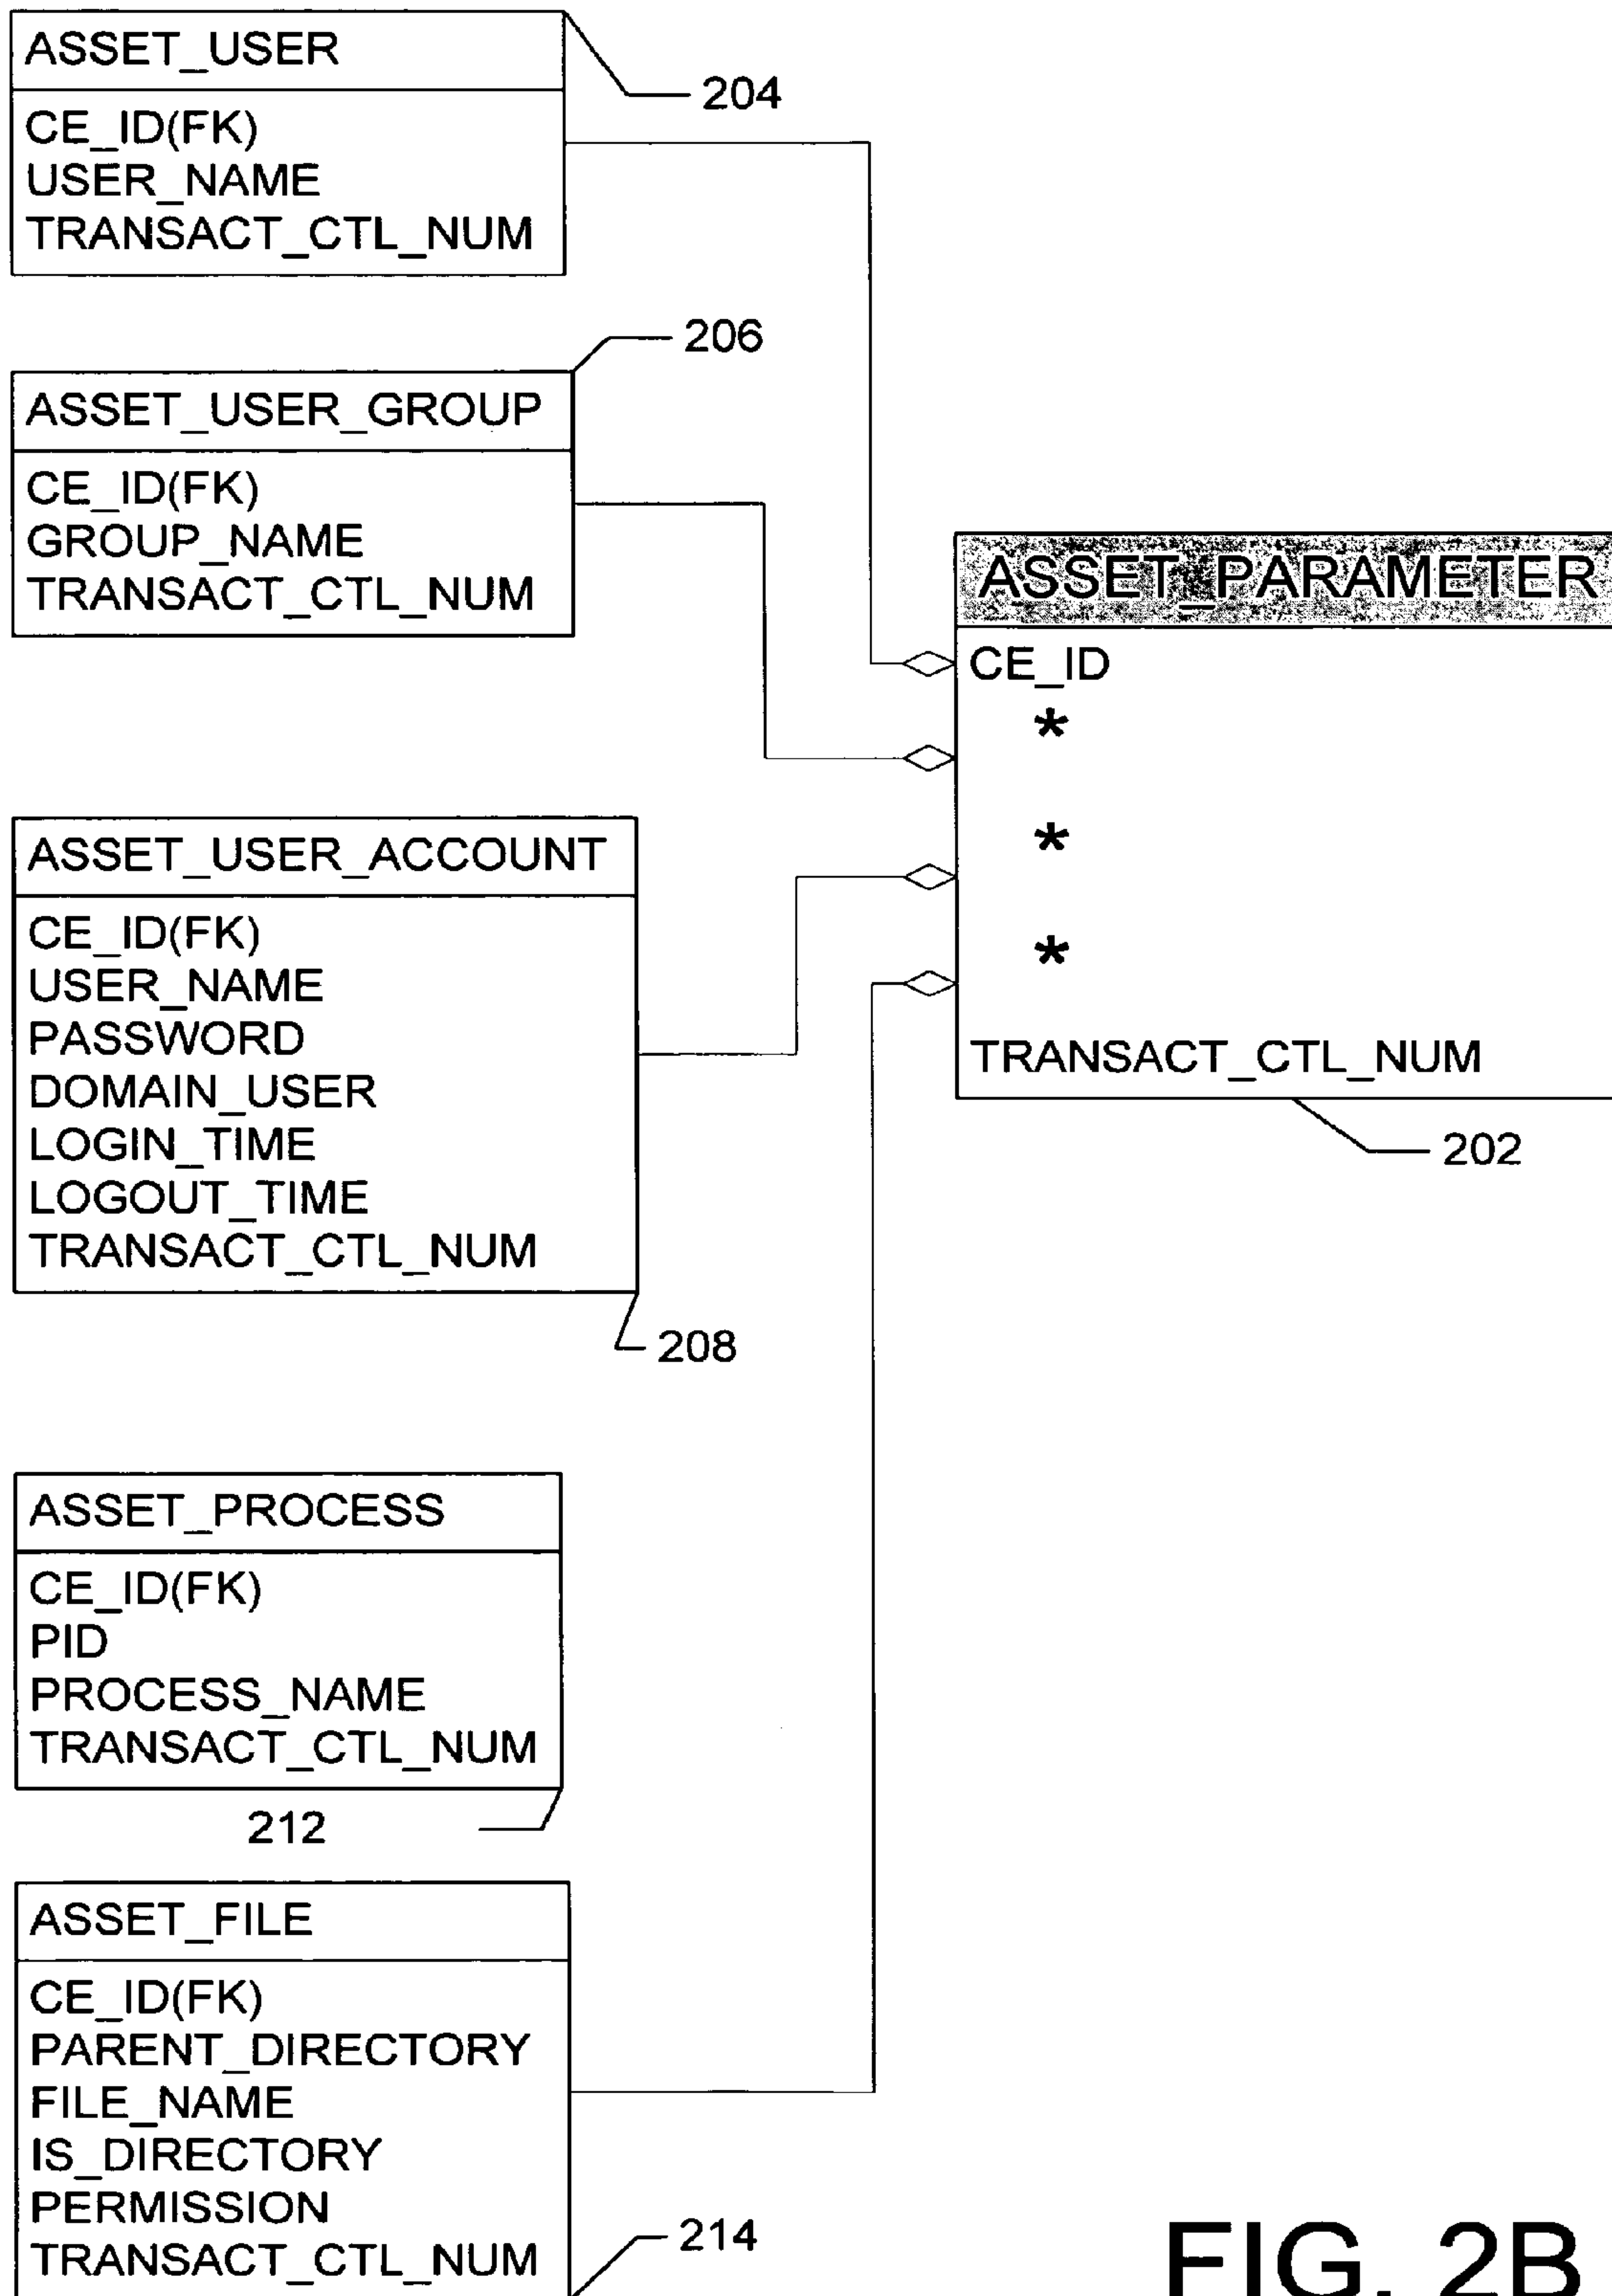 ASSET_USER
CE_ID(FK)
USER_NAME
TRANSACT_CTL_NUM
204
206
ASSET_USER_GROUP
CE_ID(FK)
GROUP_NAME
TRANSACT_CTL_NUM
ASSET_PARAMETER
CE_ID
*
*
*
TRANSACT_CTL_NUM
202
ASSET_USER_ACCOUNT
CE_ID(FK)
USER_NAME
PASSWORD
DOMAIN_USER
LOGIN_TIME
LOGOUT_TIME
TRANSACT_CTL_NUM
208
ASSET_PROCESS
CE_ID(FK)
PID
PROCESS_NAME
TRANSACT_CTL_NUM
212
ASSET_FILE
CE_ID(FK)
PARENT_DIRECTORY
FILE_NAME
IS_DIRECTORY
PERMISSION
TRANSACT_CTL_NUM
214
FIG. 2B